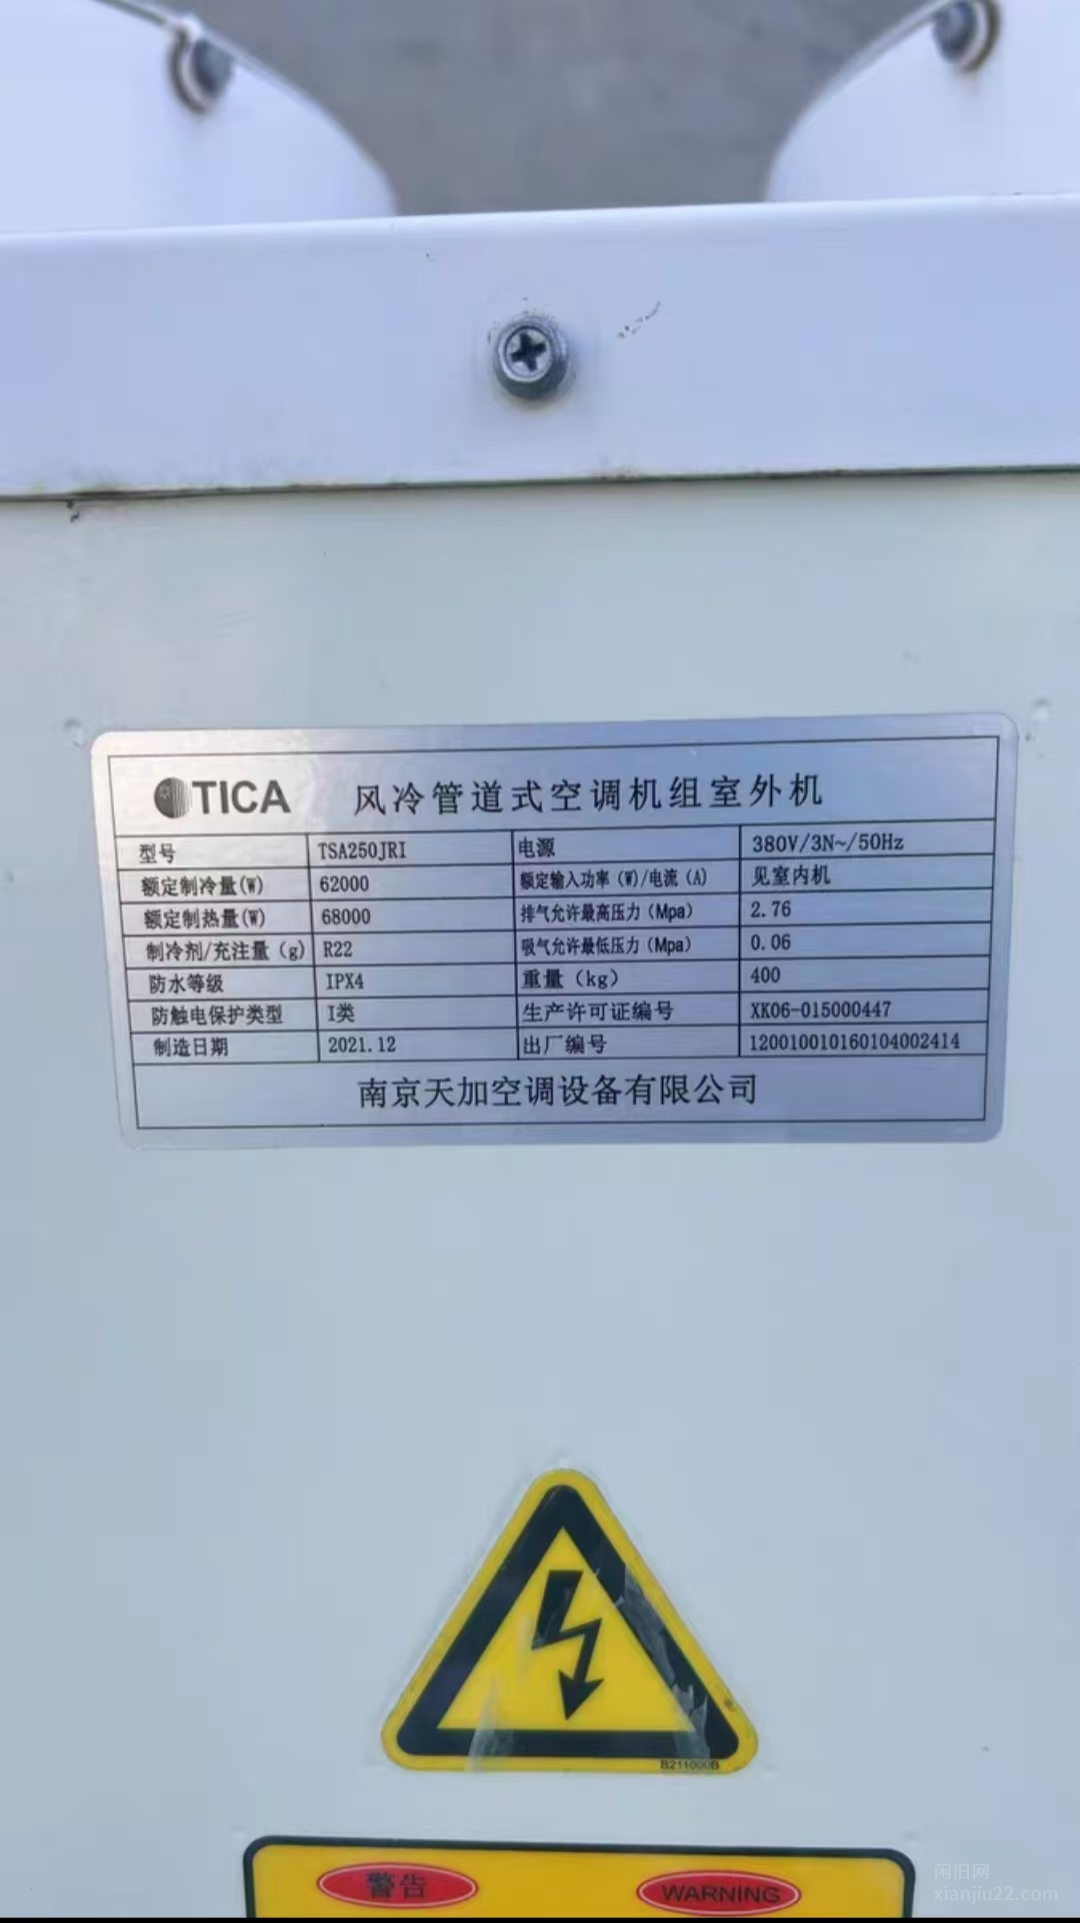 TICA 风冷管道式空调机组室外机
型号 TSA250JRI 电源 380V/3N~/50Hz
额定制冷量(W) 62000 额定输入功率（W)/电流（A) 见室内机
额定制热量(W) 68000 排气允许最高压力（Mpa） 2.76
制冷剂/充注量（g） R22 吸气允许最低压力（Mpa） 0.06
防水等级 IPX4 重量（kg） 400
防触电保护类型 I类 生产许可证编号 XK06-015000447
制造日期 2021.12 出厂编号 120010010160104002414
南京天加空调设备有限公司
B211000B
警告 WARNING
闲旧网
xianjiu22.com